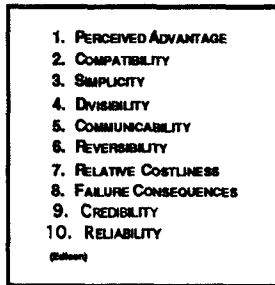 1. PERCEIVED ADVANTAGE
2. COMPATIBILITY
3. SIMPLICITY
4. DIVISIBILITY
5. COMMUNICABILITY
6. REVERSIBILITY
7. RELATIVE COSTLINESS
8. FAILURE CONSEQUENCES
9. CREDIBILITY
10. RELIABILITY
(Edison)